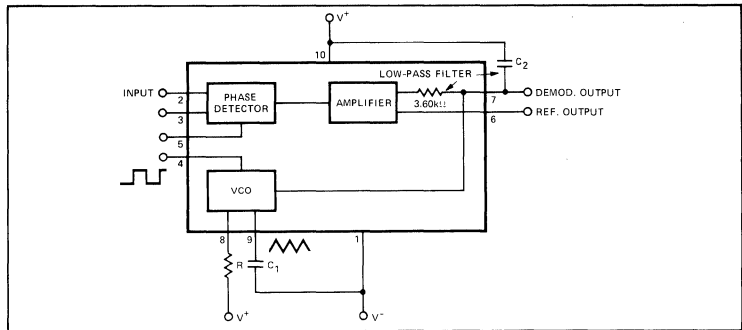 V+
10
C2
LOW-PASS FILTER
INPUT
2
PHASE DETECTOR
AMPLIFIER
3.60kΩ
7
DEMOD. OUTPUT
3
6
REF. OUTPUT
5
4
VCO
8
9
1
R
C1
V+
V-